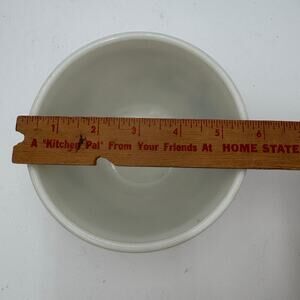 1 2 3 4 5 6
A 'Kitchen Pal' From Your Friends At HOME STATE